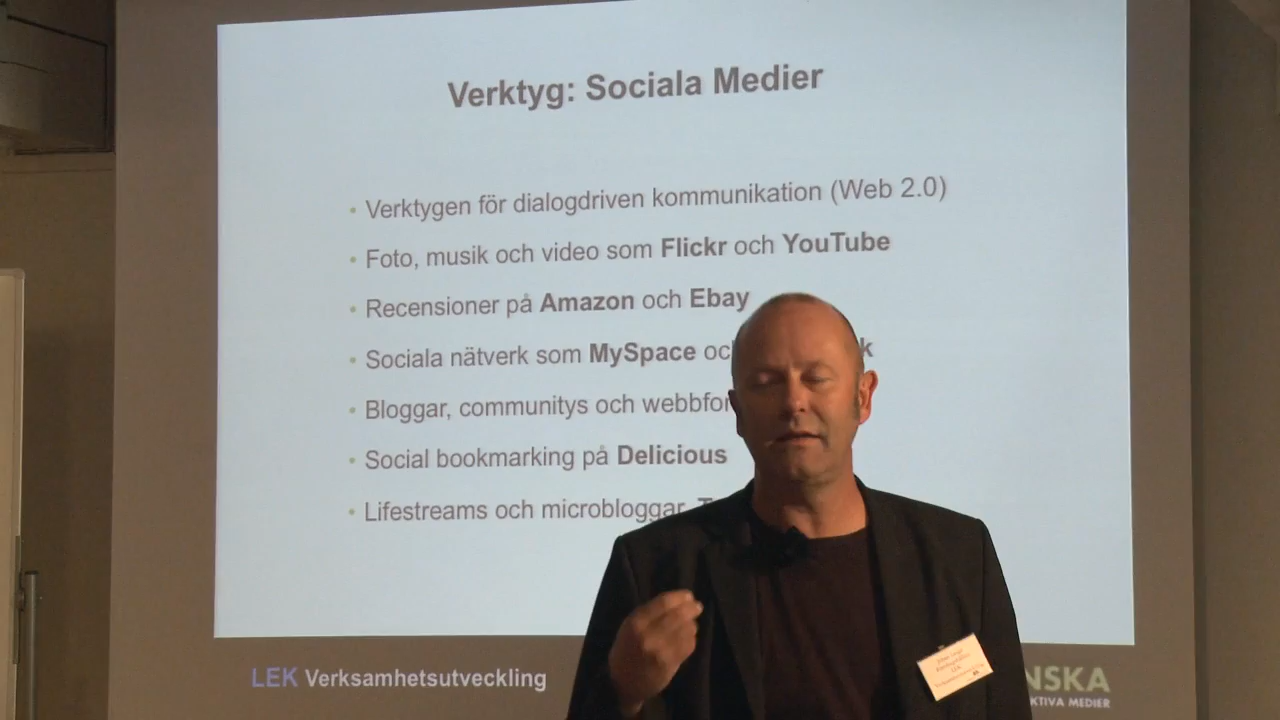 Verktyg: Sociala Medier
Verktygen för dialogdriven kommunikation (Web 2.0)
Foto, musik och video som Flickr och YouTube
Recensioner på Amazon och Ebay
Sociala nätverk som MySpace oc k
Bloggar, communitys och webbfor
Social bookmarking på Delicious
Lifestreams och microbloggar, T
LEK Verksamhetsutveckling
NSKA
KTIVA MEDIER
LEK